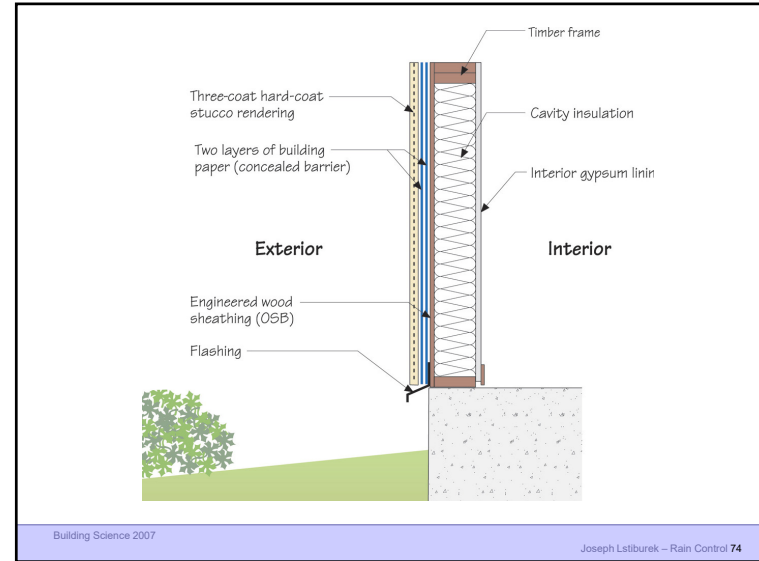 Timber frame
Three-coat hard-coat
stucco rendering
Cavity insulation
Two layers of building
paper (concealed barrier)
Interior gypsum linin
Exterior
Interior
Engineered wood
sheathing (OSB)
Flashing
Building Science 2007
Joseph Lstiburek – Rain Control 74